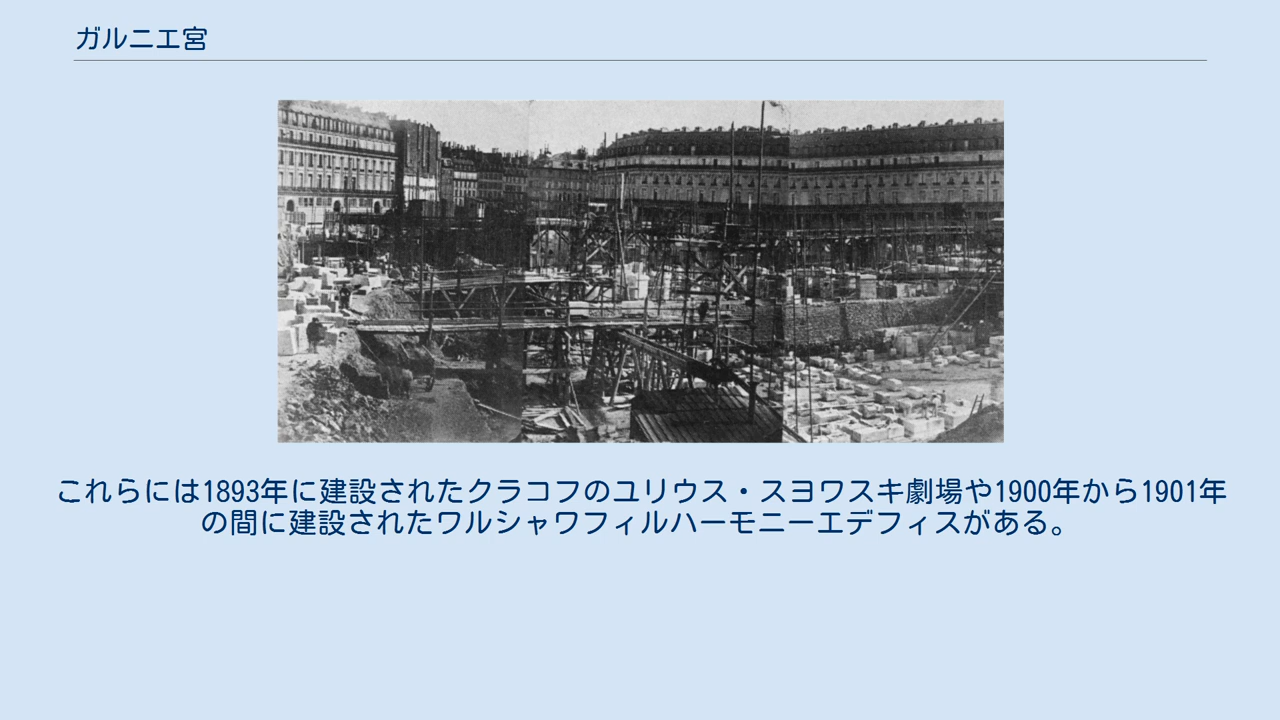 ガルニエ宮
これらには1893年に建設されたクラコフのユリウス・スヨワスキ劇場や1900年から1901年
の間に建設されたワルシャワフィルハーモニーエデフィスがある。